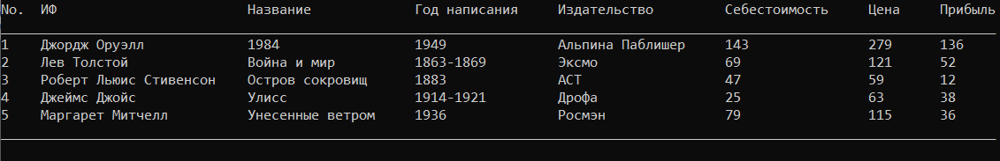 No. ИФ Название Год написания Издательство Себестоимость Цена Прибыль
1 Джордж Оруэлл 1984 1949 Альпина Паблишер 143 279 136
2 Лев Толстой Война и мир 1863-1869 Эксмо 69 121 52
3 Роберт Льюис Стивенсон Остров сокровищ 1883 АСТ 47 59 12
4 Джеймс Джойс Улисс 1914-1921 Дрофа 25 63 38
5 Маргарет Митчелл Унесенные ветром 1936 Росмэн 79 115 36